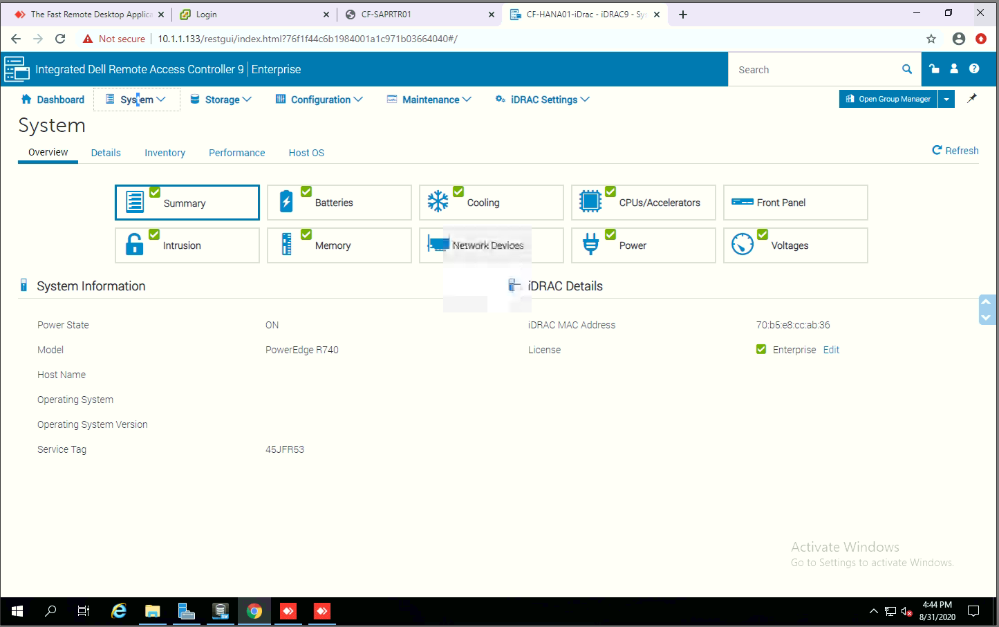 The Fast Remote Desktop Applica
Login
CF-SAPRTR01
CF-HANA01-iDrac - iDRAC9 - Sys
Not secure
10.1.1.133/restgui/index.html?76f1f44c6b1984001a1c971b03664040#/
Integrated Dell Remote Access Controller 9 | Enterprise
Search
Dashboard
System
Storage
Configuration
Maintenance
iDRAC Settings
Open Group Manager
System
Overview
Details
Inventory
Performance
Host OS
Refresh
Summary
Batteries
Cooling
CPUs/Accelerators
Front Panel
Intrusion
Memory
Network Devices
Power
Voltages
System Information
iDRAC Details
Power State
ON
iDRAC MAC Address
70:b5:e8:cc:ab:36
Model
PowerEdge R740
License
Enterprise
Edit
Host Name
Operating System
Operating System Version
Service Tag
45JFR53
Activate Windows
Go to Settings to activate Windows.
4:44 PM
8/31/2020